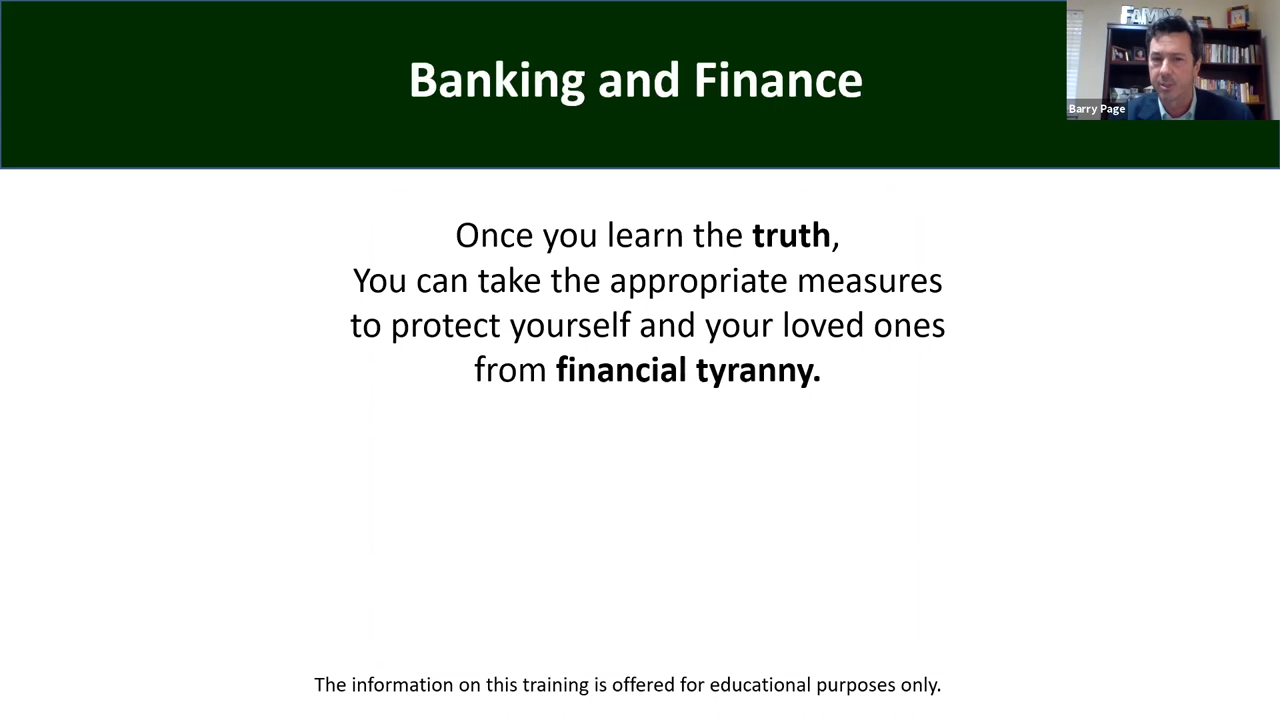 Banking and Finance
FAMILY
Barry Page
Once you learn the truth,
You can take the appropriate measures
to protect yourself and your loved ones
from financial tyranny.
The information on this training is offered for educational purposes only.